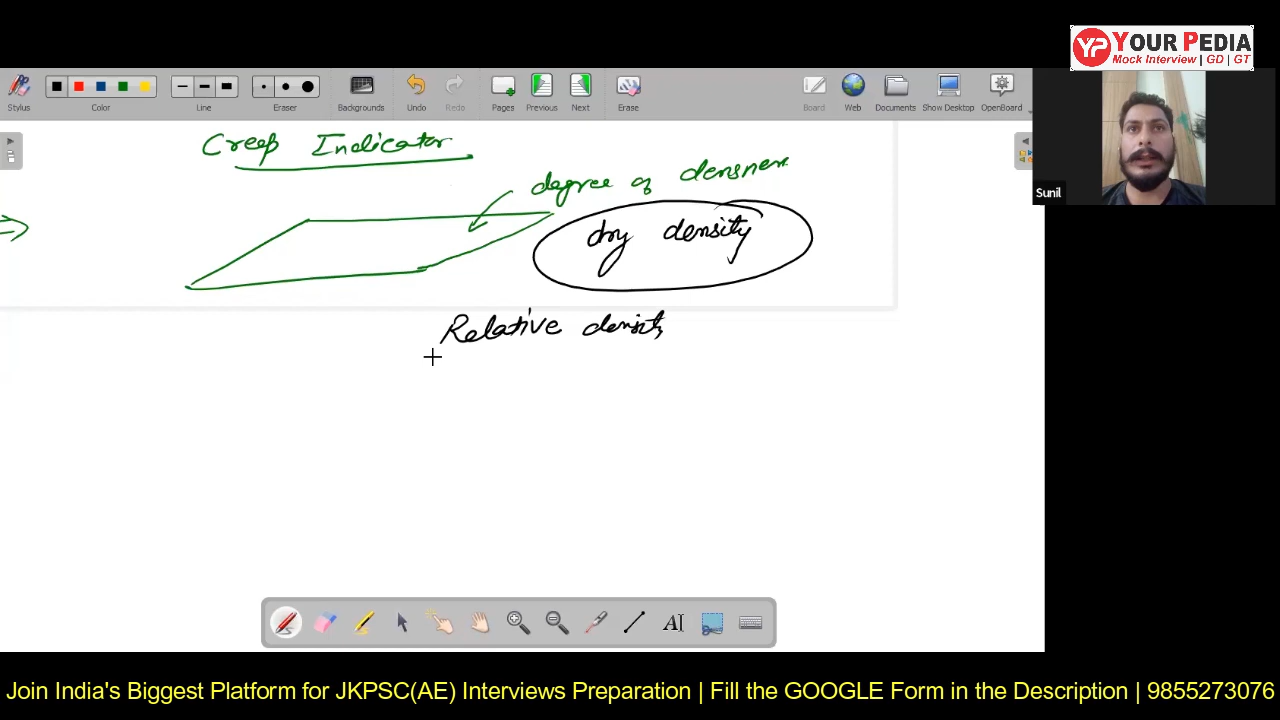 YOUR PEDIA
Mock Interview | GD | GT
Stylus
Color
Line
Eraser
Backgrounds
Undo
Redo
Pages
Previous
Next
Erase
Board
Web
Documents
Show Desktop
OpenBoard
Sunil
Creep Indicator
degree of densness
dry density
Relative density
AI
Join India's Biggest Platform for JKPSC(AE) Interviews Preparation | Fill the GOOGLE Form in the Description | 9855273076